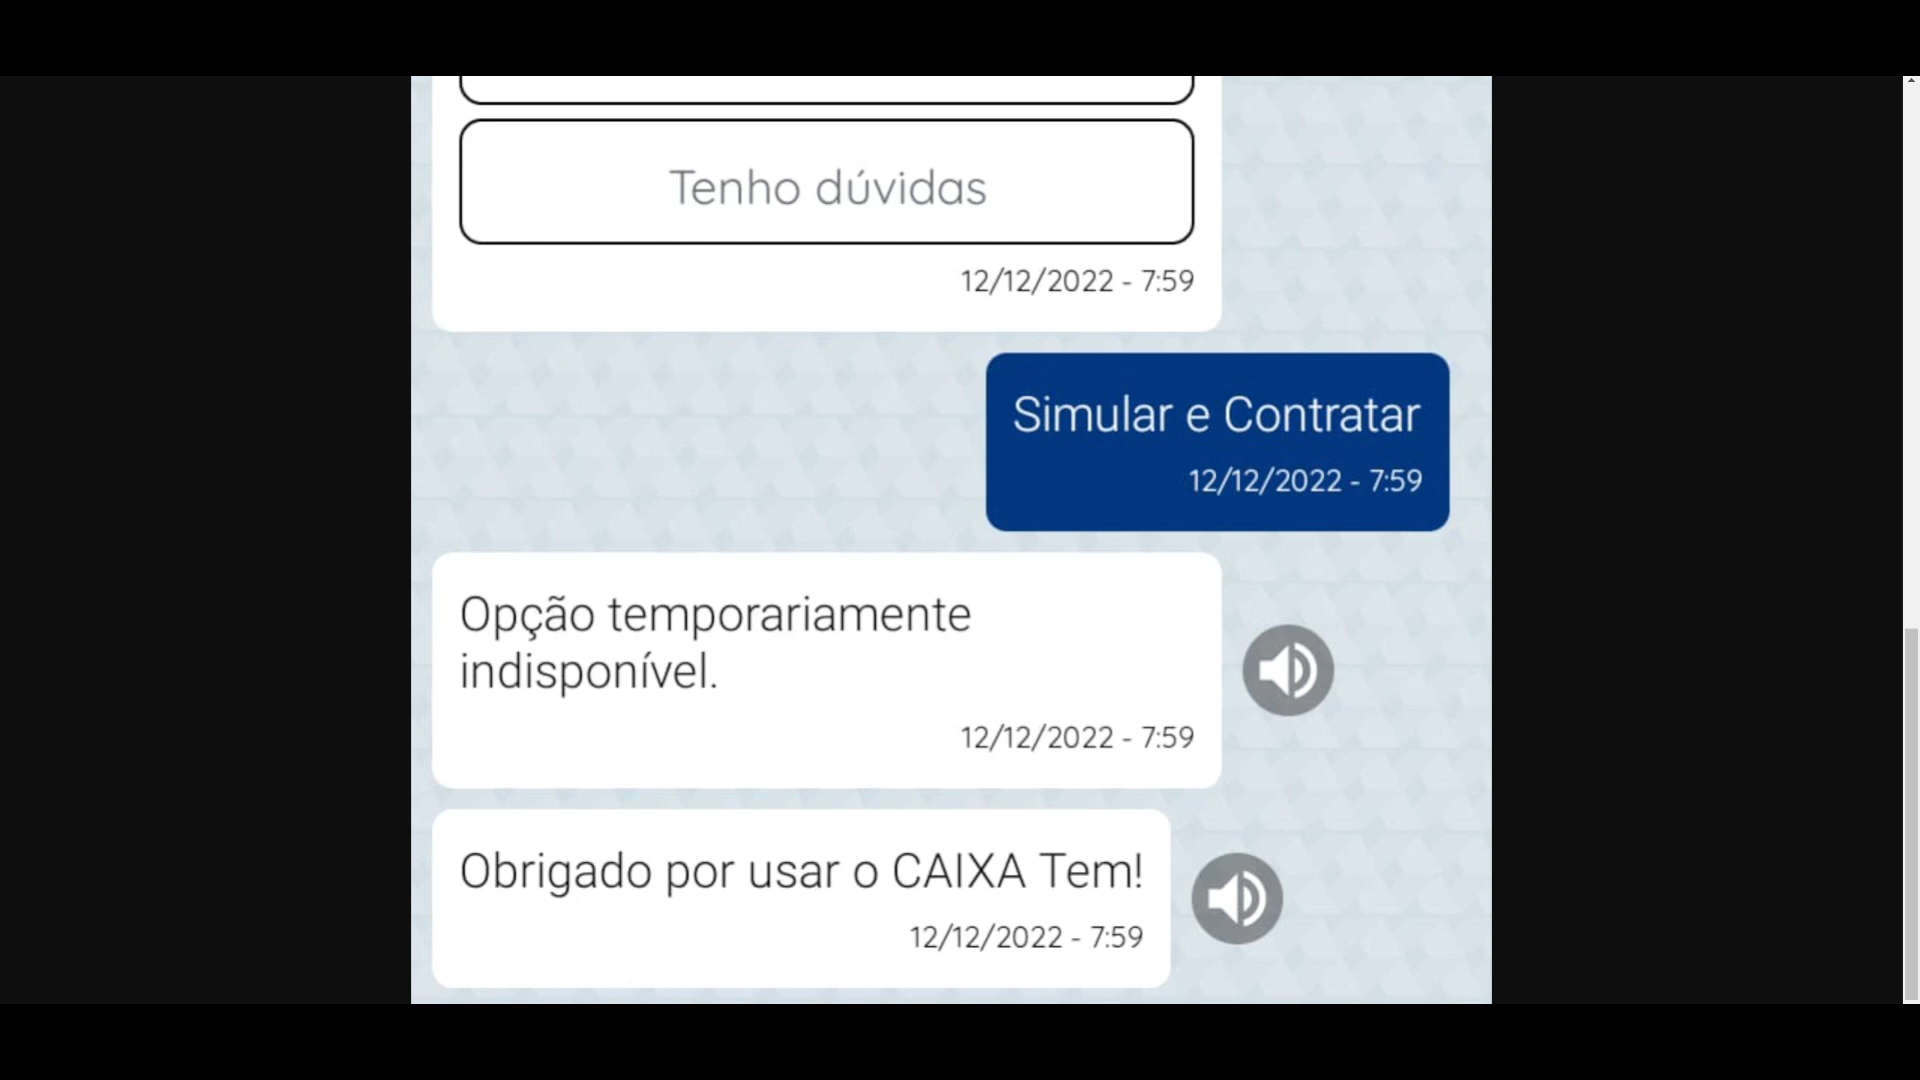 Tenho dúvidas
12/12/2022 - 7:59
Simular e Contratar
12/12/2022 - 7:59
Opção temporariamente
indisponível.
12/12/2022 - 7:59
Obrigado por usar o CAIXA Tem!
12/12/2022 - 7:59